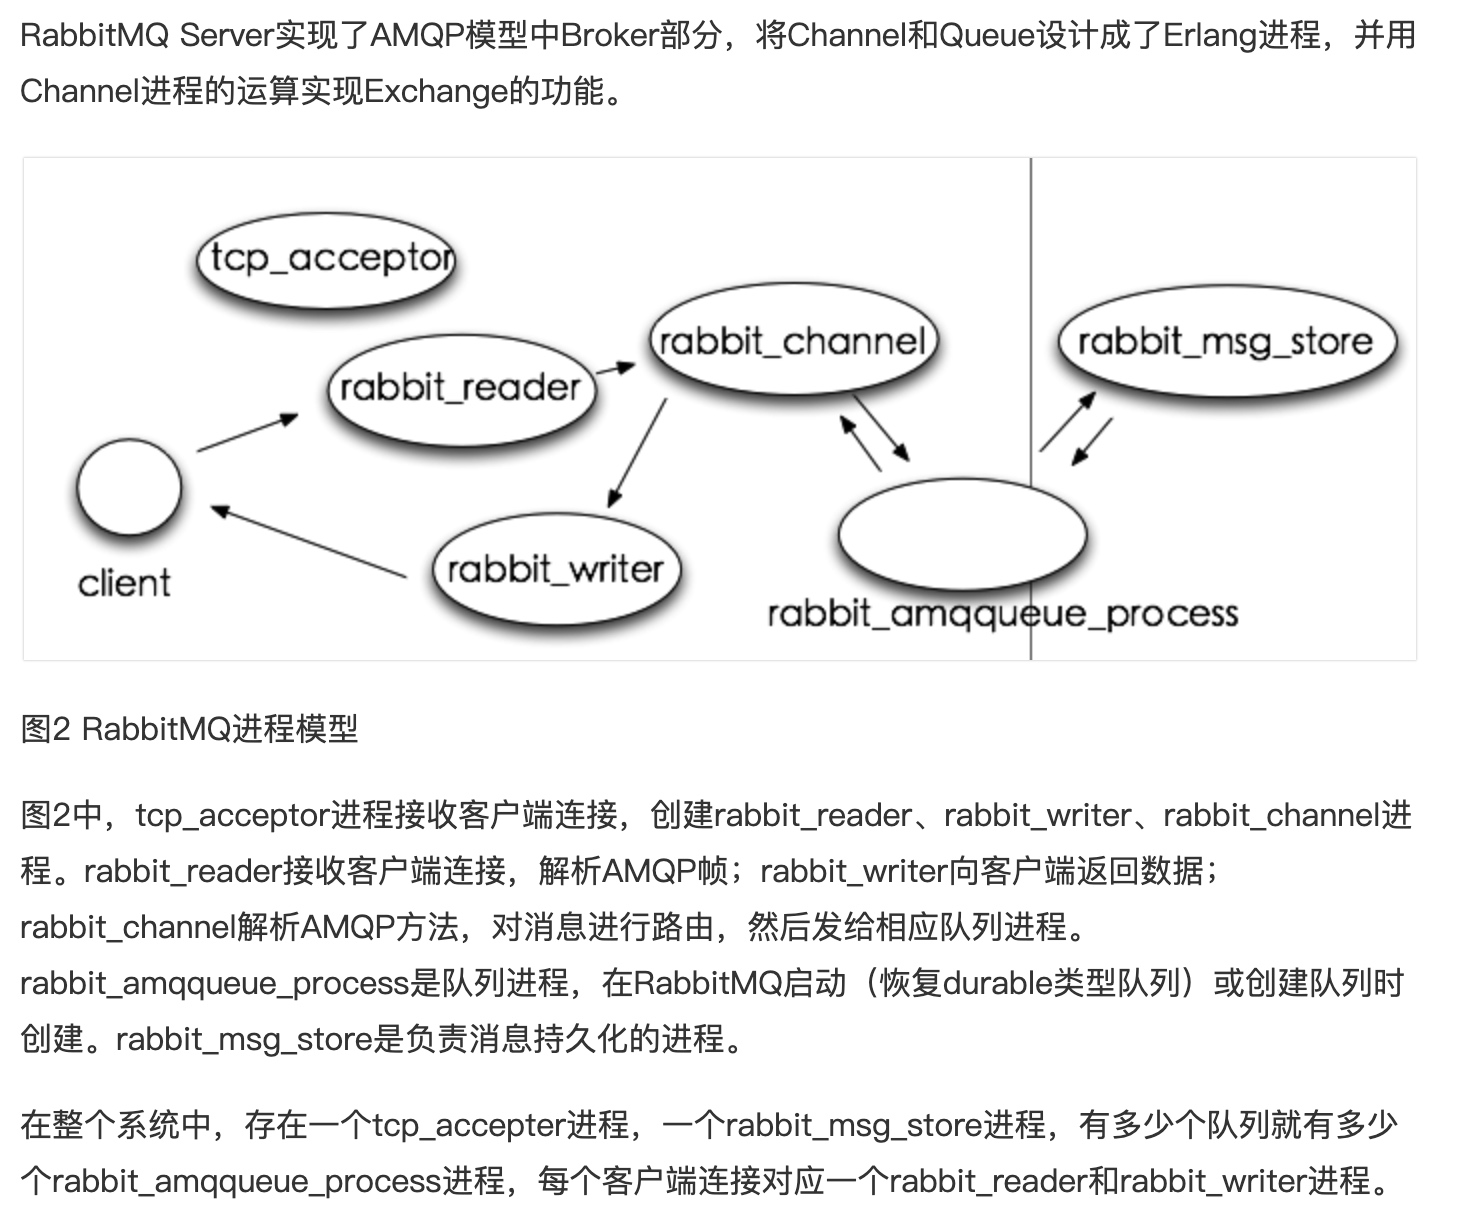 RabbitMQ Server实现了AMQP模型中Broker部分，将Channel和Queue设计成了Erlang进程，并用
Channel进程的运算实现Exchange的功能。
tcp_acceptor
rabbit_channel
rabbit_msg_store
rabbit_reader
rabbit_writer
client
rabbit_amqqueue_process
图2 RabbitMQ进程模型
图2中，tcp_acceptor进程接收客户端连接，创建rabbit_reader、rabbit_writer、rabbit_channel进
程。rabbit_reader接收客户端连接，解析AMQP帧；rabbit_writer向客户端返回数据；
rabbit_channel解析AMQP方法，对消息进行路由，然后发给相应队列进程。
rabbit_amqqueue_process是队列进程，在RabbitMQ启动（恢复durable类型队列）或创建队列时
创建。rabbit_msg_store是负责消息持久化的进程。
在整个系统中，存在一个tcp_accepter进程，一个rabbit_msg_store进程，有多少个队列就有多少
个rabbit_amqqueue_process进程，每个客户端连接对应一个rabbit_reader和rabbit_writer进程。